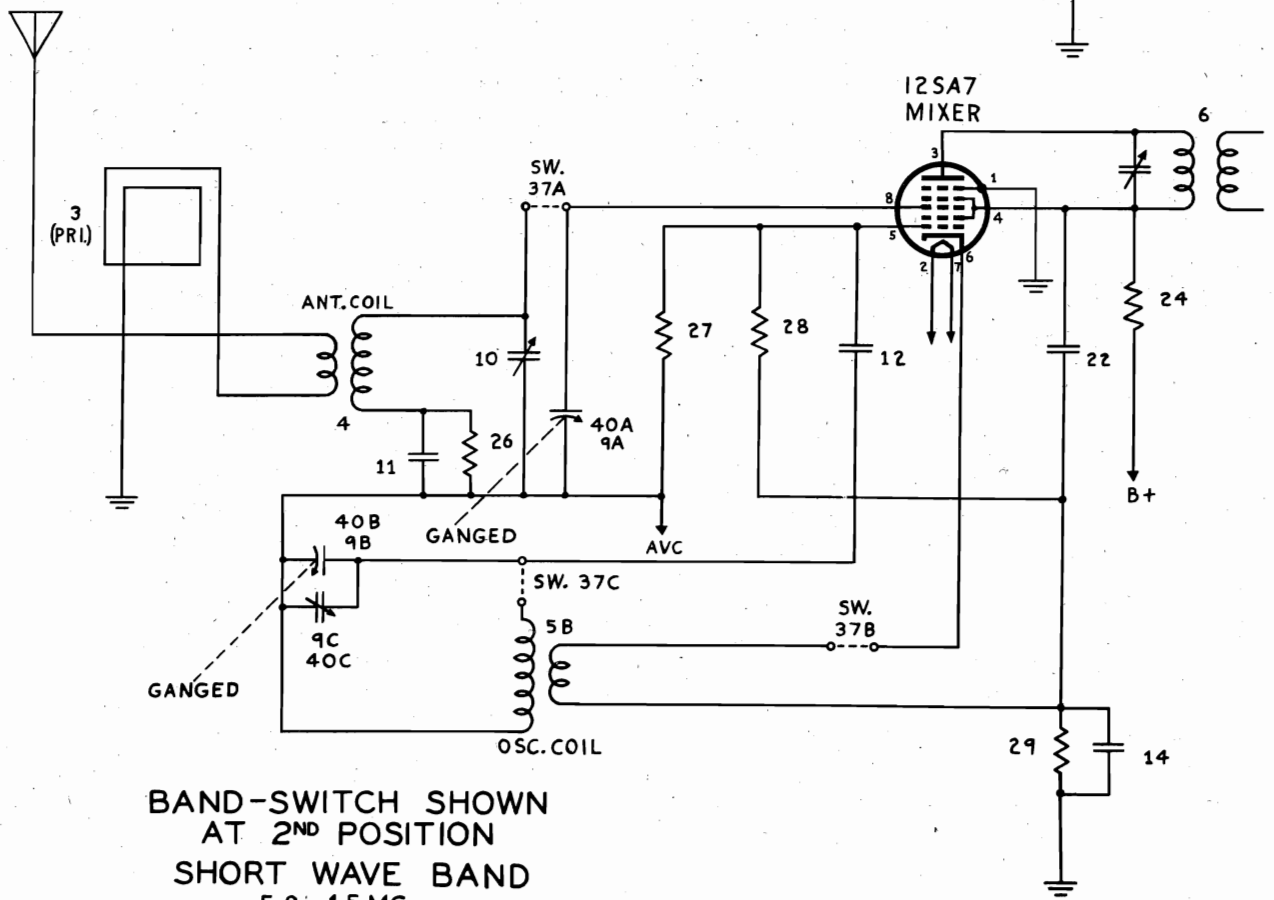 12SA7
MIXER
6
3
1
8
4
5
2
7
6
SW.
37A
3
(PRI.)
ANT. COIL
10
27
28
12
22
24
4
11
26
40A
9A
GANGED
AVC
B+
40B
9B
SW. 37C
9C
40C
5B
SW.
37B
GANGED
OSC. COIL
29
14
BAND-SWITCH SHOWN
AT 2ND POSITION
SHORT WAVE BAND